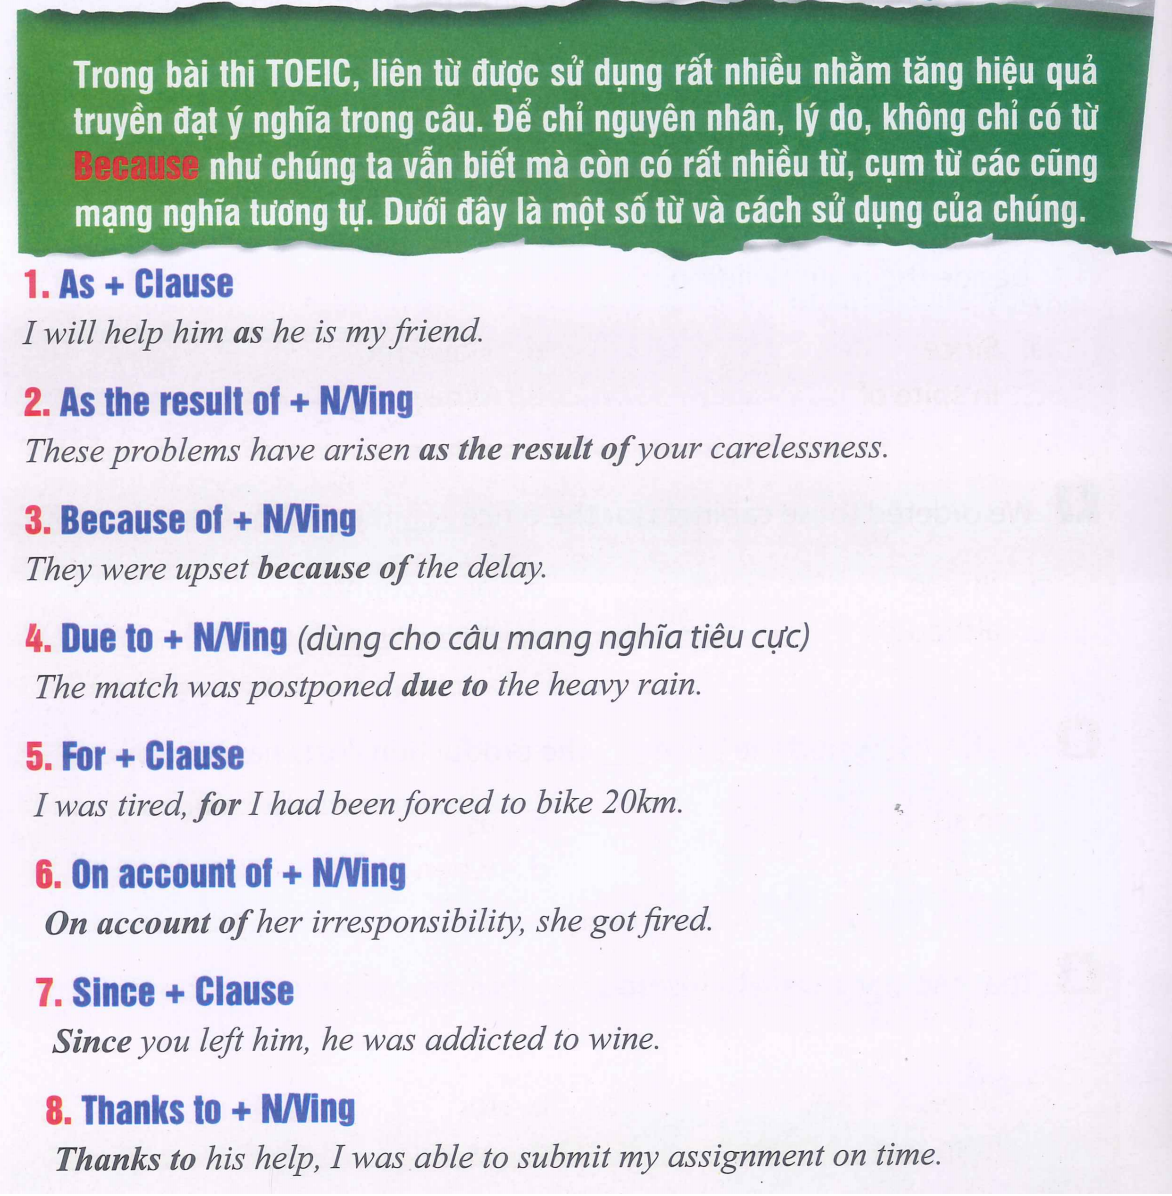 Trong bài thi TOEIC, liên từ được sử dụng rất nhiều nhằm tăng hiệu quả
truyền đạt ý nghĩa trong câu. Để chỉ nguyên nhân, lý do, không chỉ có từ
Because như chúng ta vẫn biết mà còn có rất nhiều từ, cụm từ các cũng
mạng nghĩa tương tự. Dưới đây là một số từ và cách sử dụng của chúng.
1. As + Clause
I will help him as he is my friend.
2. As the result of + N/Ving
These problems have arisen as the result of your carelessness.
3. Because of + N/Ving
They were upset because of the delay.
4. Due to + N/Ving (dùng cho câu mang nghĩa tiêu cực)
The match was postponed due to the heavy rain.
5. For + Clause
I was tired, for I had been forced to bike 20km.
6. On account of + N/Ving
On account of her irresponsibility, she got fired.
7. Since + Clause
Since you left him, he was addicted to wine.
8. Thanks to + N/Ving
Thanks to his help, I was able to submit my assignment on time.